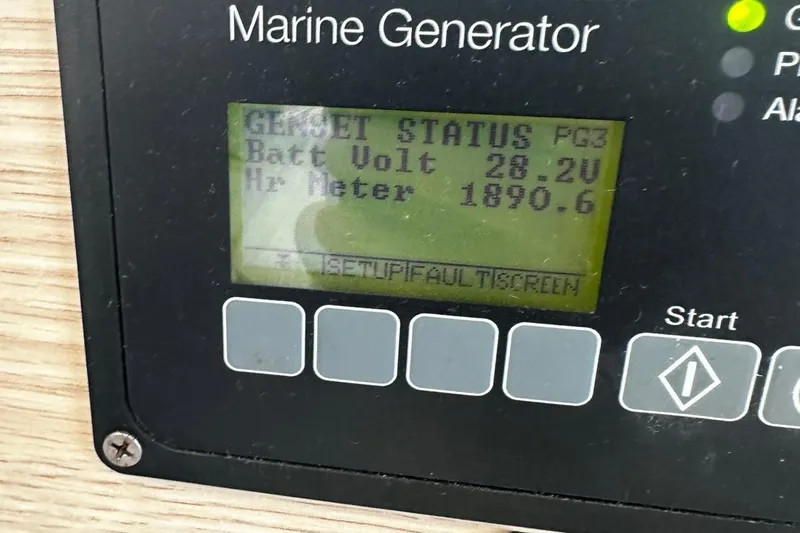 Marine Generator
GENSET STATUS PG3
Batt Volt 28.2V
Hr Meter 1890.6
SETUP|FAULT|SCREEN
Start